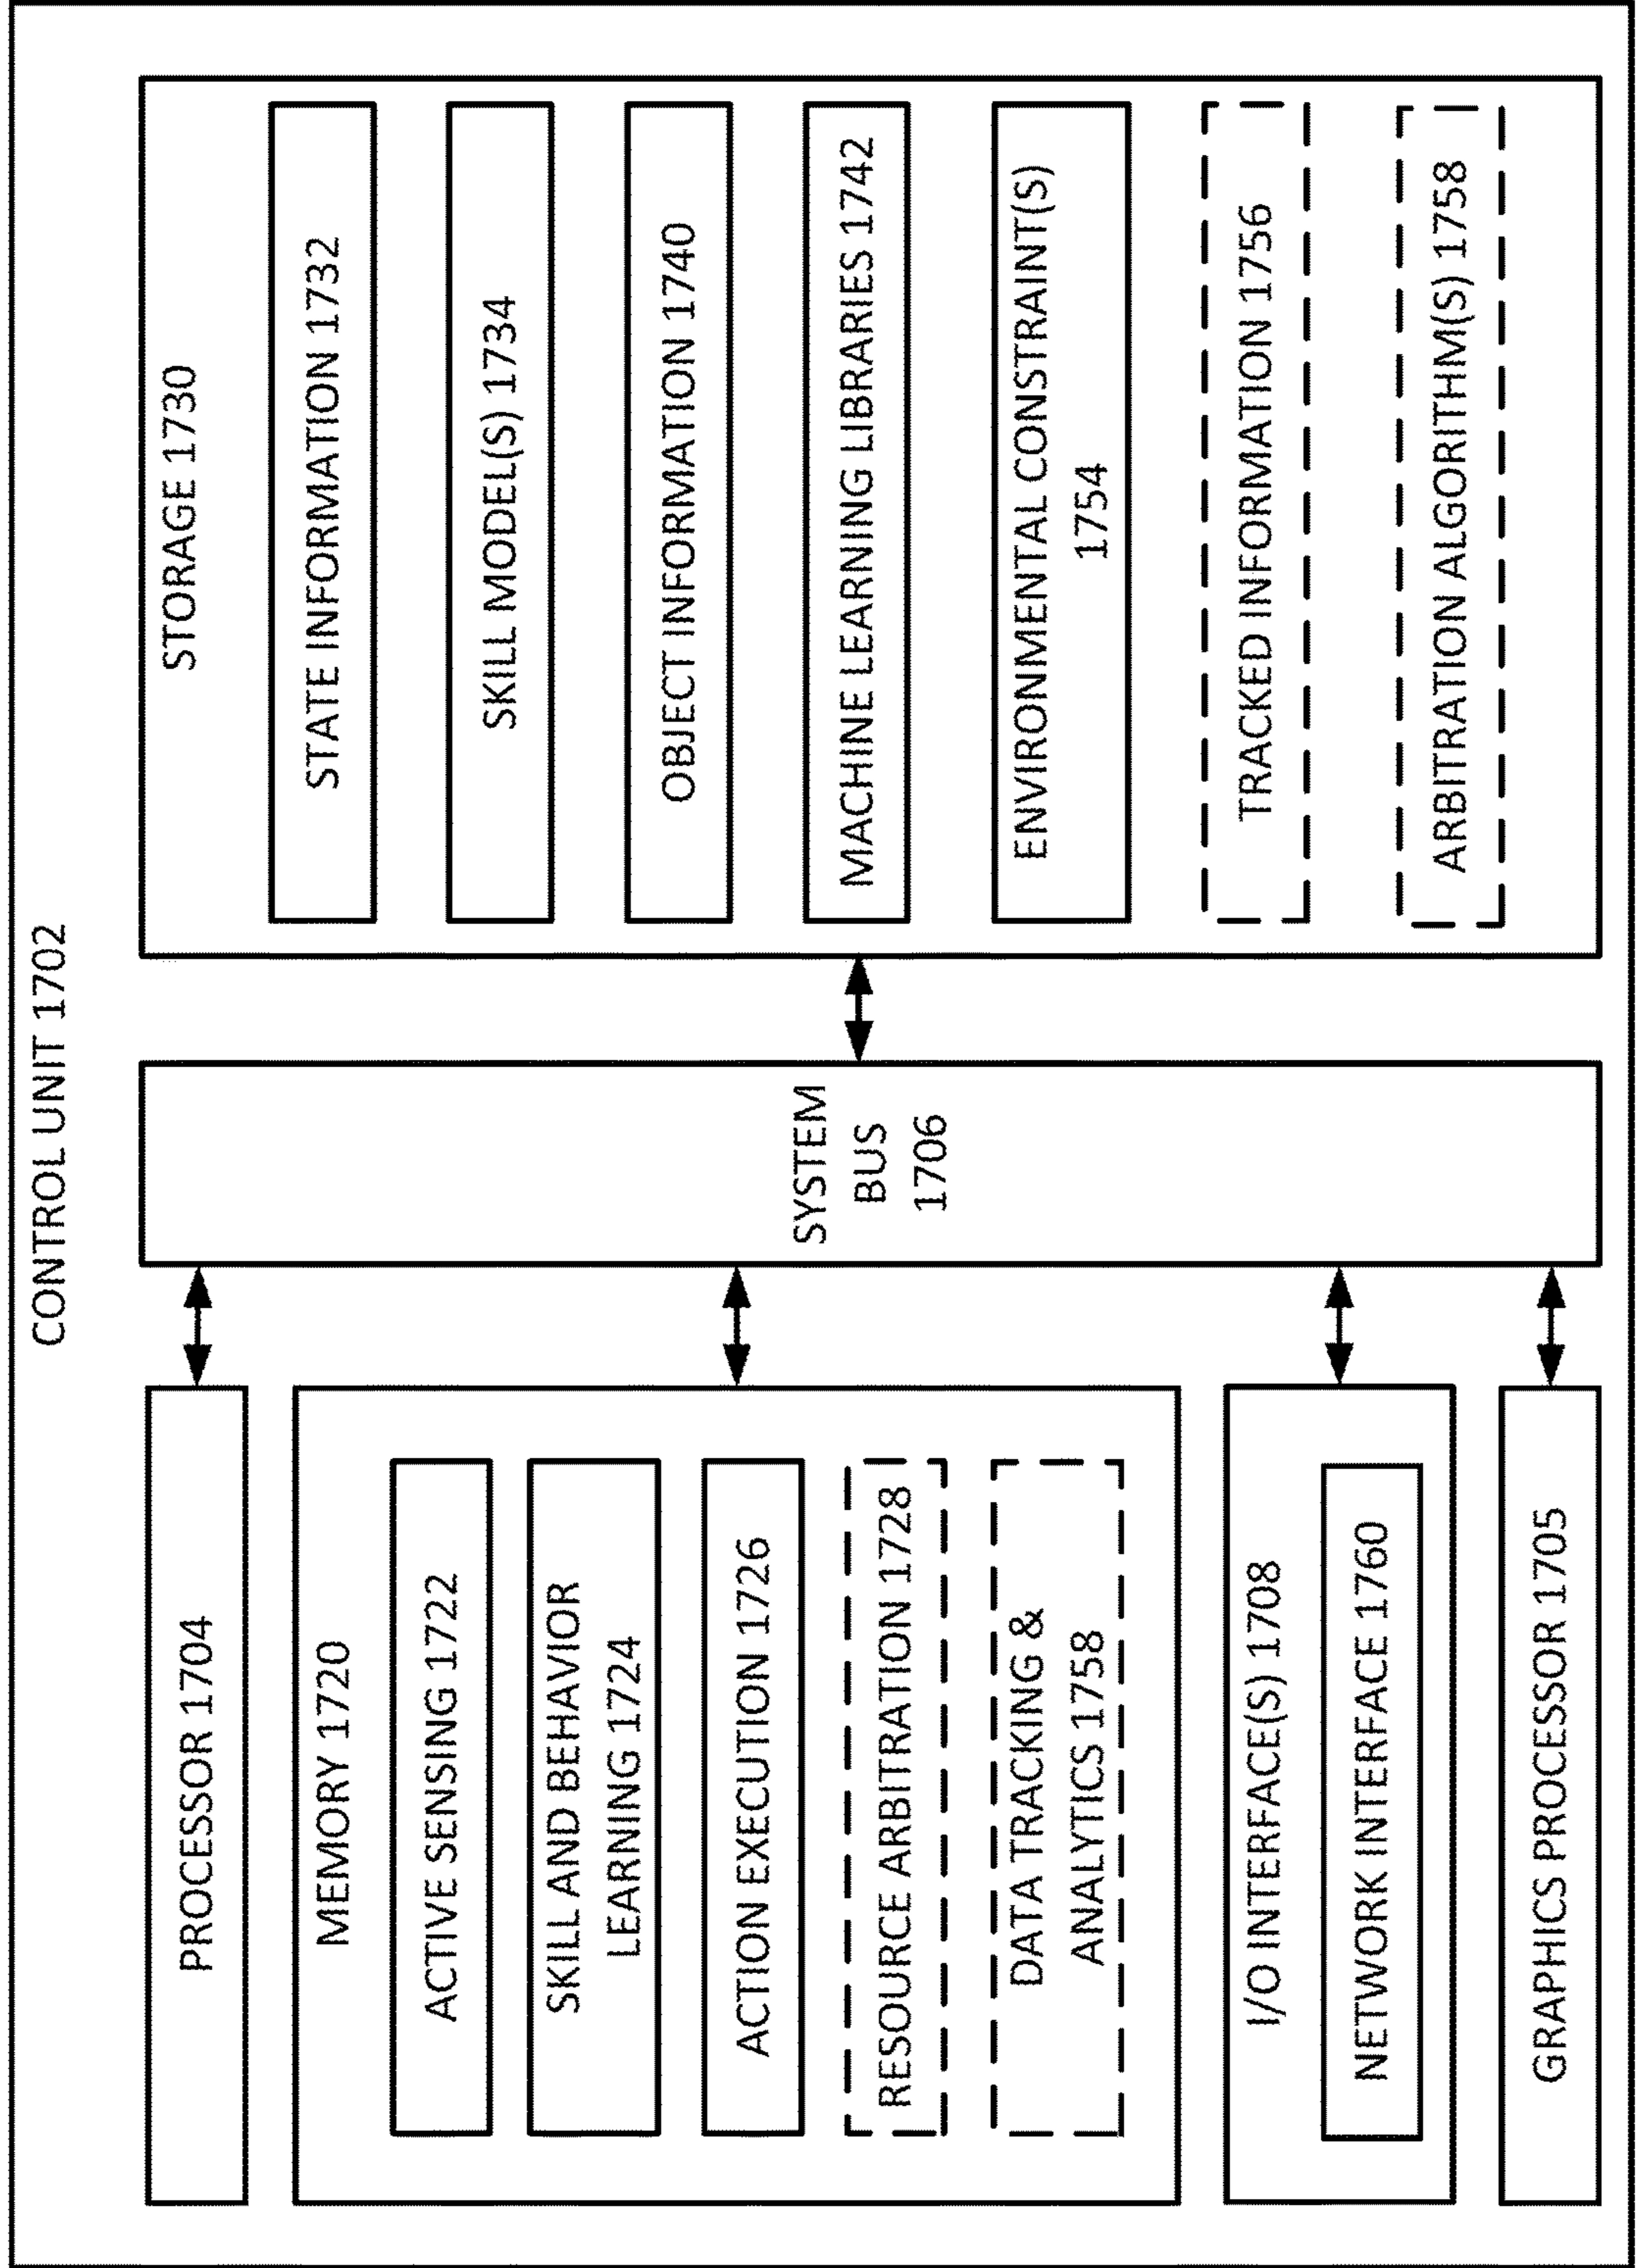 CONTROL UNIT 1702
PROCESSOR 1704
MEMORY 1720
ACTIVE SENSING 1722
SKILL AND BEHAVIOR
LEARNING 1724
ACTION EXECUTION 1726
RESOURCE ARBITRATION 1728
DATA TRACKING &
ANALYTICS 1758
I/O INTERFACE(S) 1708
NETWORK INTERFACE 1760
GRAPHICS PROCESSOR 1705
SYSTEM
BUS
1706
STORAGE 1730
STATE INFORMATION 1732
SKILL MODEL(S) 1734
OBJECT INFORMATION 1740
MACHINE LEARNING LIBRARIES 1742
ENVIRONMENTAL CONSTRAINT(S)
1754
TRACKED INFORMATION 1756
ARBITRATION ALGORITHM(S) 1758